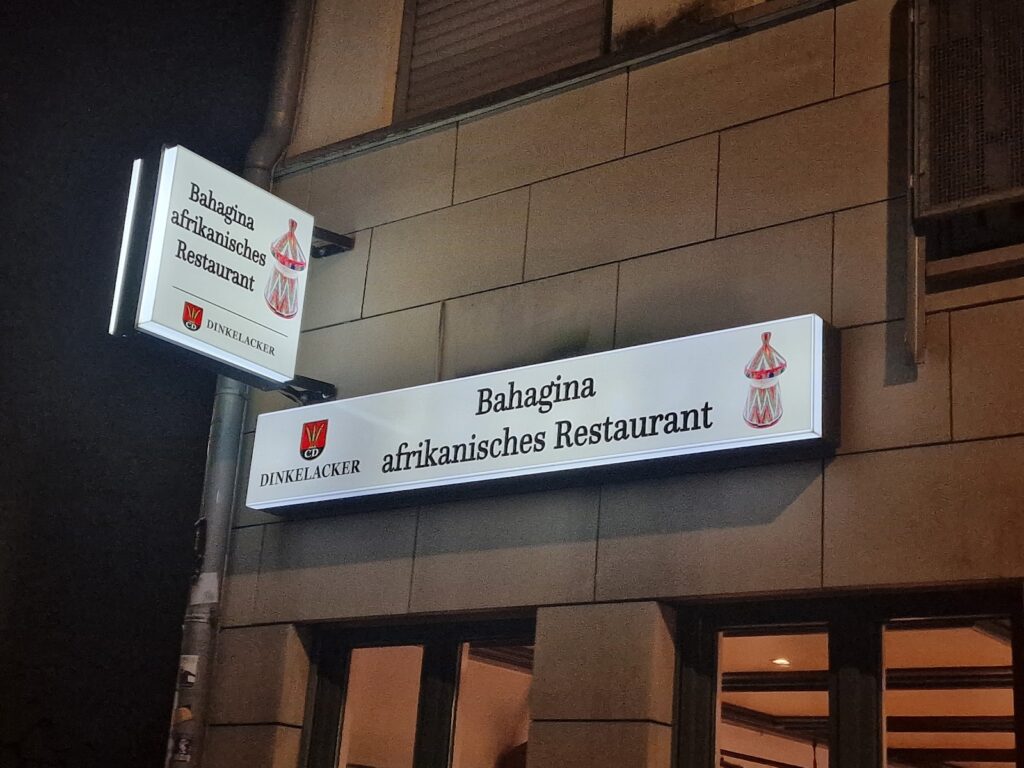 Bahagina
afrikanisches
Restaurant
CD
DINKELACKER
CD
DINKELACKER
Bahagina
afrikanisches Restaurant